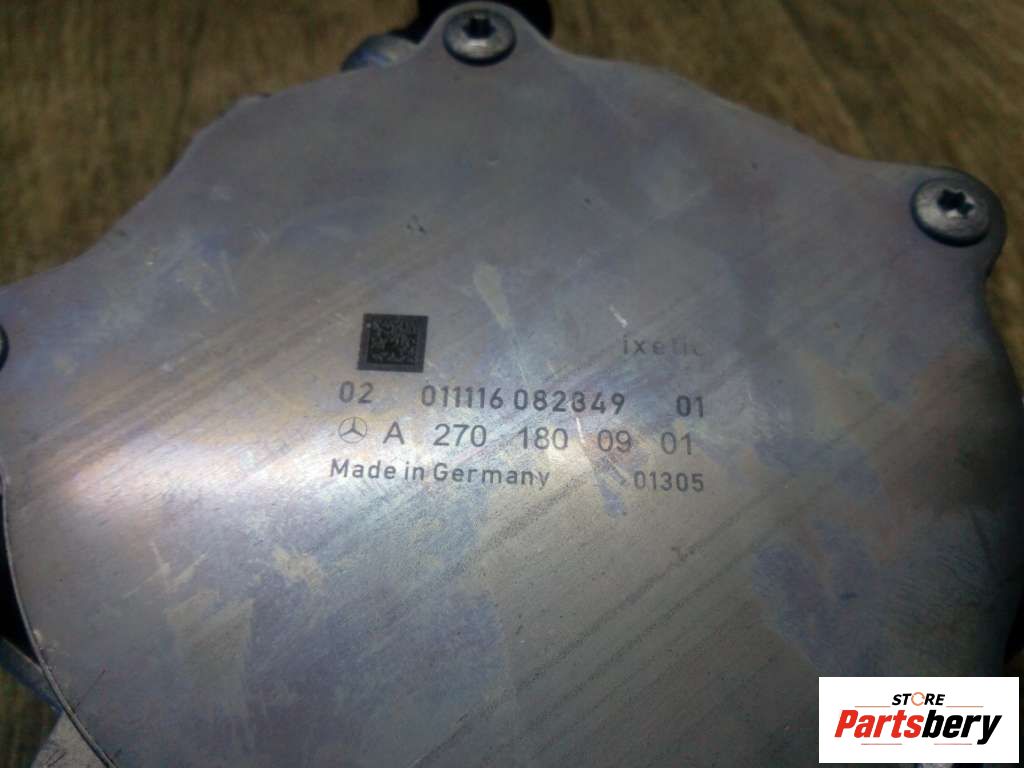 ixetic
02 011116 082349 01
A 270 180 09 01
Made in Germany 01305
STORE
Partsbery